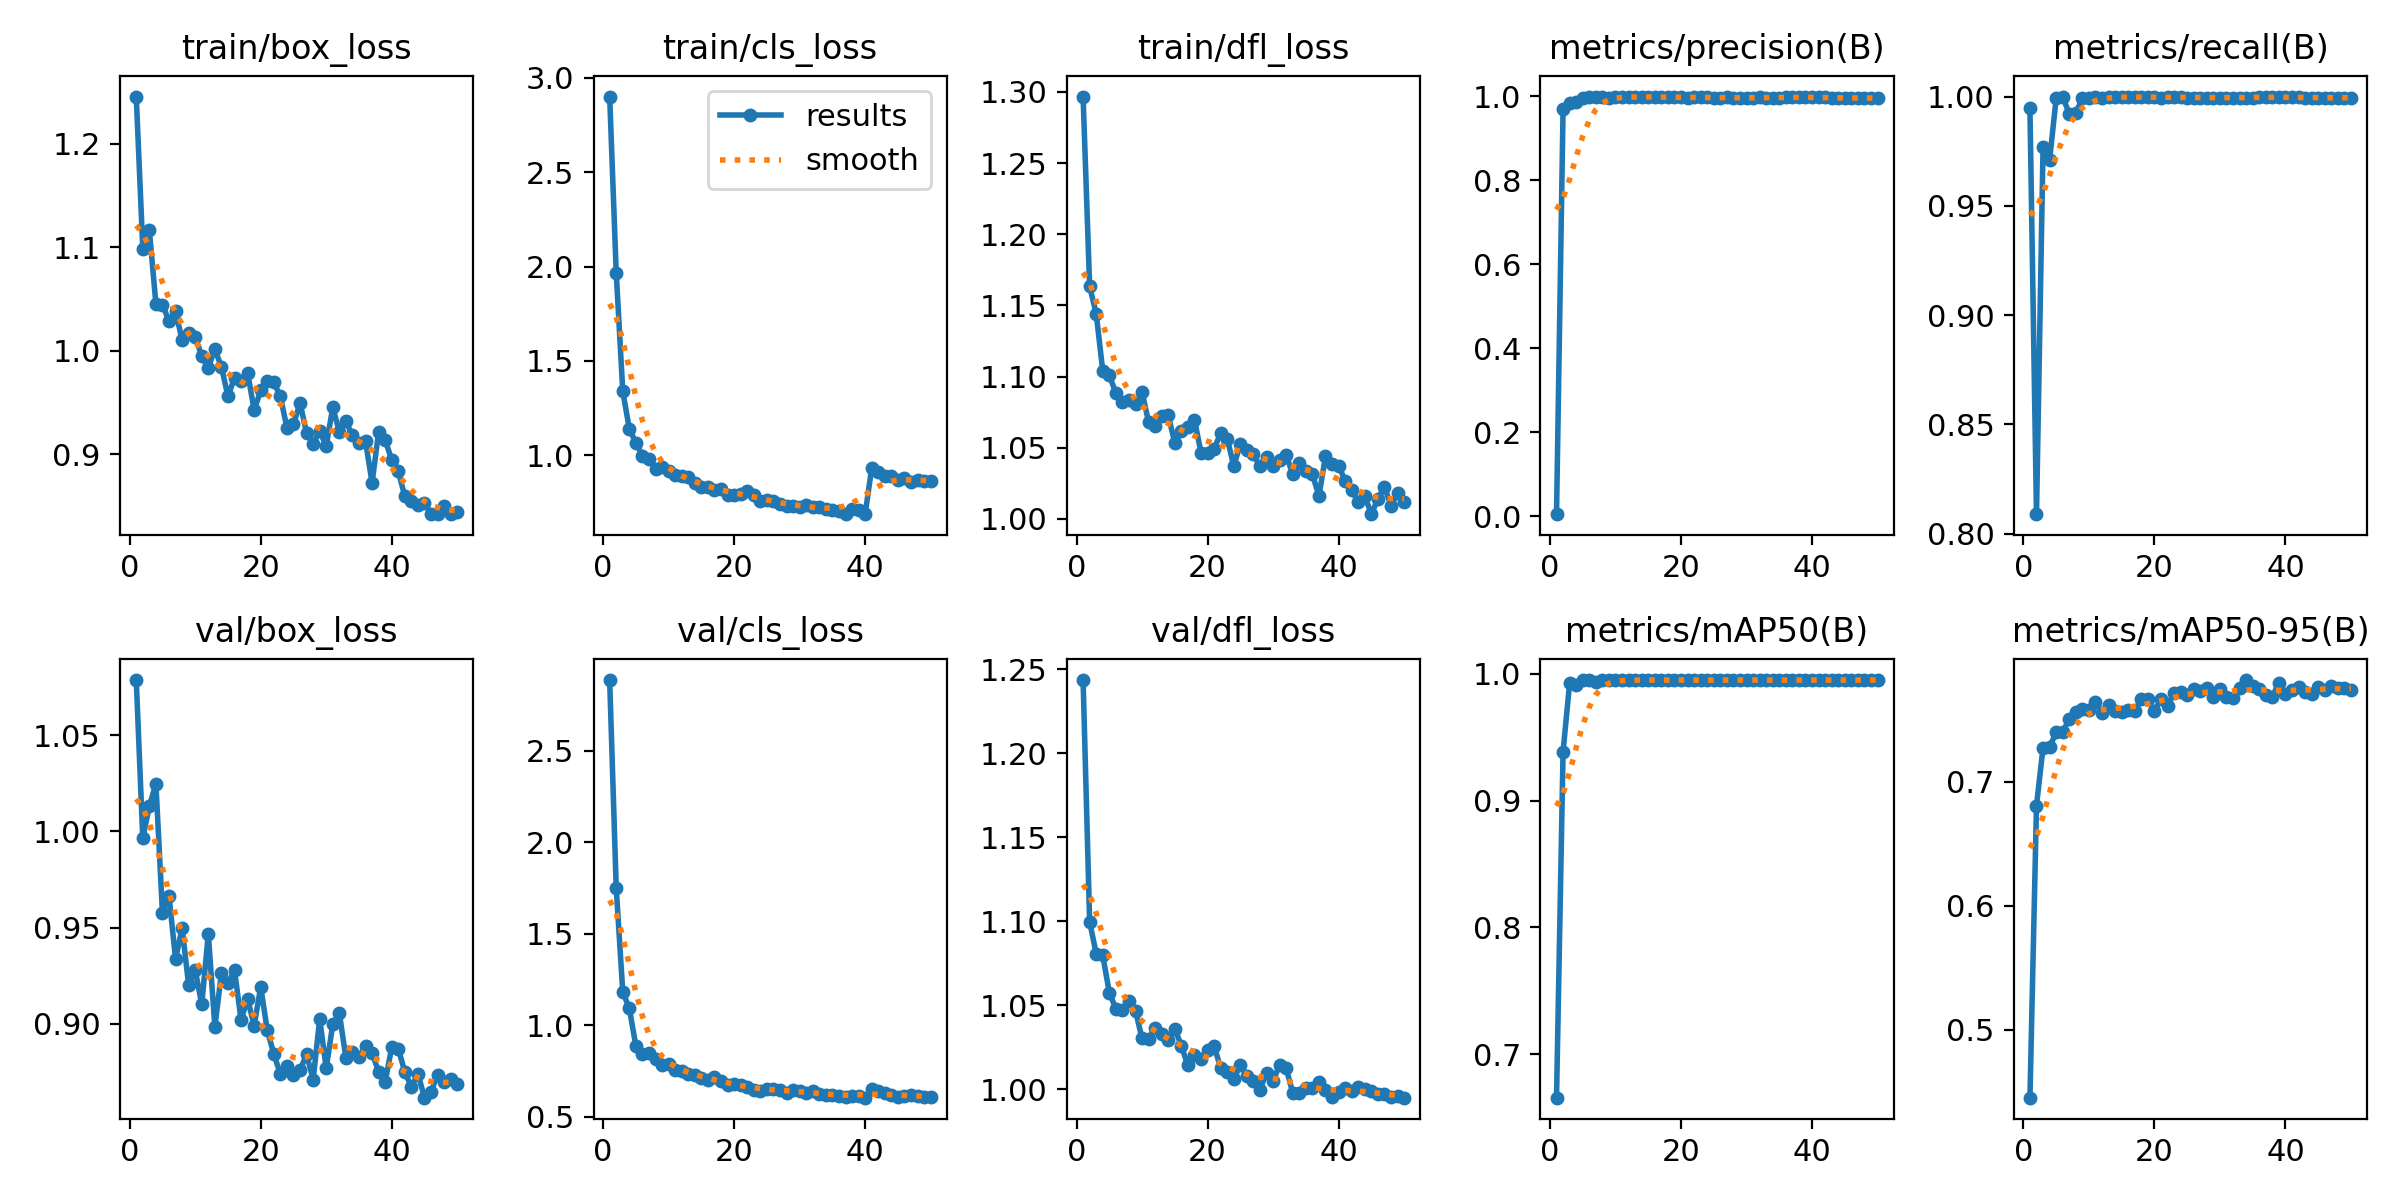 train/box_loss
1.2
1.1
1.0
0.9
0 20 40
train/cls_loss
3.0
2.5
2.0
1.5
1.0
results
smooth
0 20 40
train/dfl_loss
1.30
1.25
1.20
1.15
1.10
1.05
1.00
0 20 40
metrics/precision(B)
1.0
0.8
0.6
0.4
0.2
0.0
0 20 40
metrics/recall(B)
1.00
0.95
0.90
0.85
0.80
0 20 40
val/box_loss
1.05
1.00
0.95
0.90
0 20 40
val/cls_loss
2.5
2.0
1.5
1.0
0.5
0 20 40
val/dfl_loss
1.25
1.20
1.15
1.10
1.05
1.00
0 20 40
metrics/mAP50(B)
1.0
0.9
0.8
0.7
0 20 40
metrics/mAP50-95(B)
0.7
0.6
0.5
0 20 40